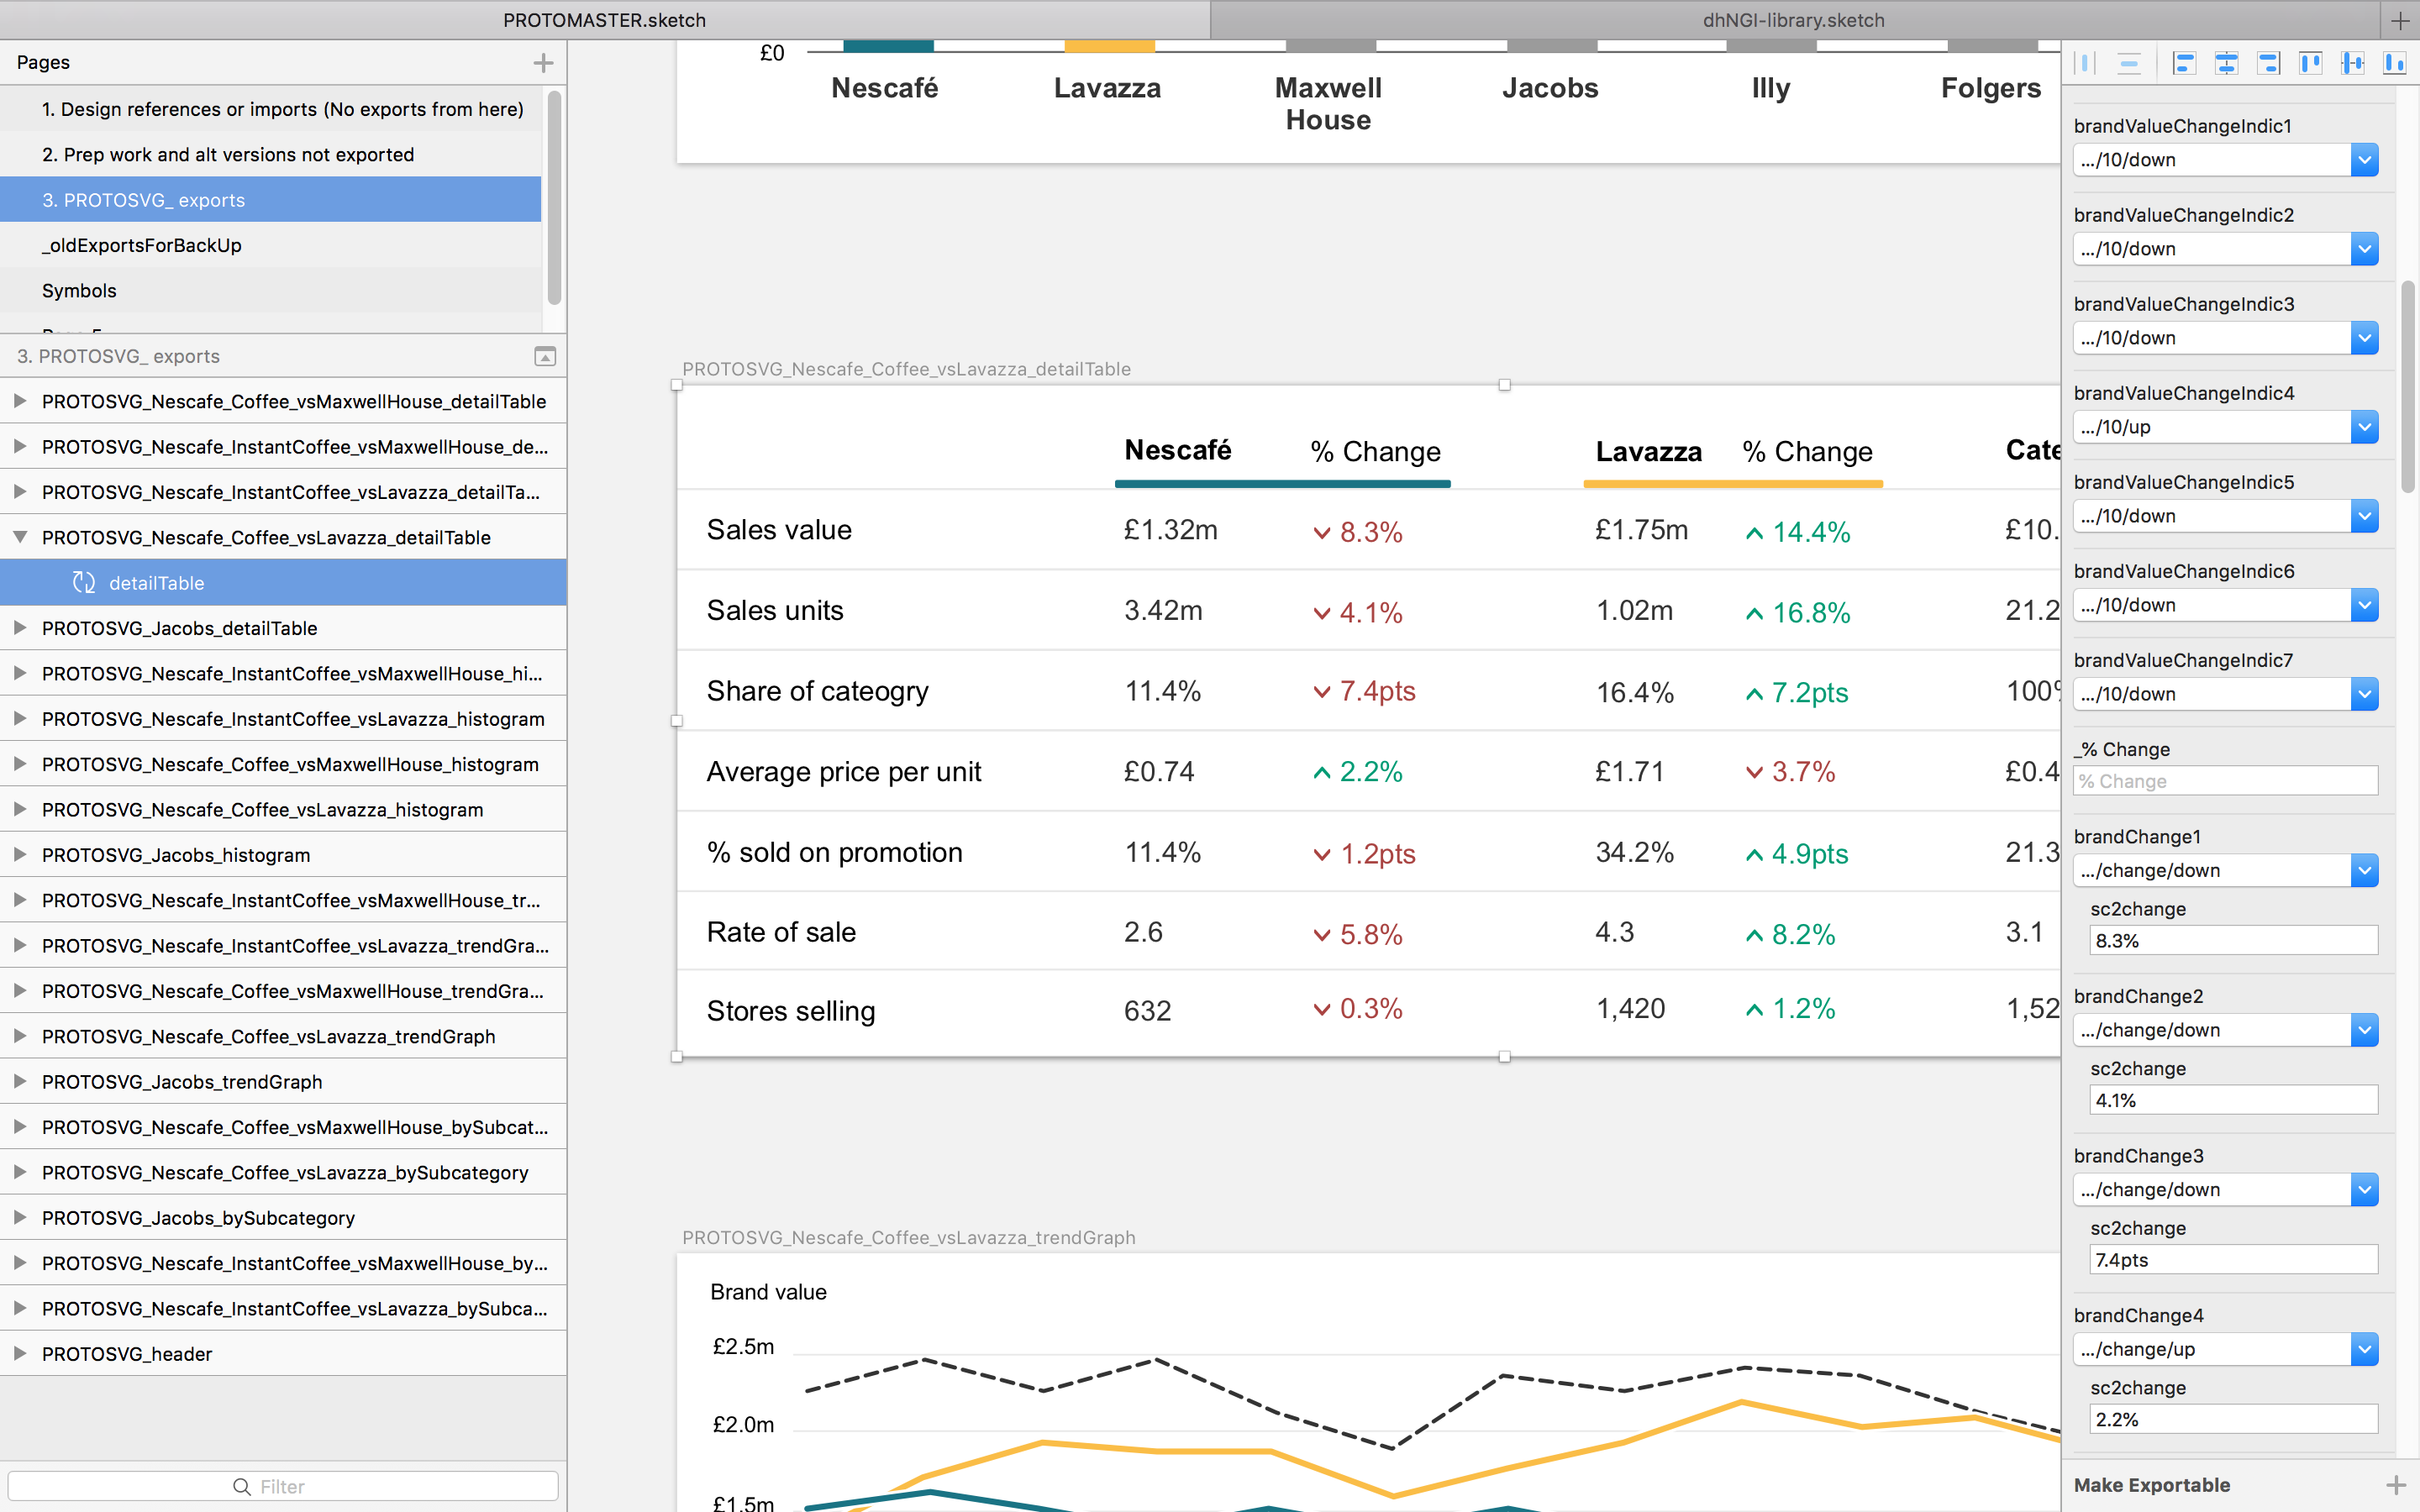 PROTOMASTER.sketch
dhNGI-library.sketch
Pages
1. Design references or imports (No exports from here)
2. Prep work and alt versions not exported
3. PROTOSVG_ exports
_oldExportsForBackUp
Symbols
3. PROTOSVG_ exports
PROTOSVG_Nescafe_Coffee_vsMaxwellHouse_detailTable
PROTOSVG_Nescafe_InstantCoffee_vsMaxwellHouse_de...
PROTOSVG_Nescafe_InstantCoffee_vsLavazza_detailTa...
PROTOSVG_Nescafe_Coffee_vsLavazza_detailTable
detailTable
PROTOSVG_Jacobs_detailTable
PROTOSVG_Nescafe_InstantCoffee_vsMaxwellHouse_hi...
PROTOSVG_Nescafe_InstantCoffee_vsLavazza_histogram
PROTOSVG_Nescafe_Coffee_vsMaxwellHouse_histogram
PROTOSVG_Nescafe_Coffee_vsLavazza_histogram
PROTOSVG_Jacobs_histogram
PROTOSVG_Nescafe_InstantCoffee_vsMaxwellHouse_tr...
PROTOSVG_Nescafe_InstantCoffee_vsLavazza_trendGra...
PROTOSVG_Nescafe_Coffee_vsMaxwellHouse_trendGra...
PROTOSVG_Nescafe_Coffee_vsLavazza_trendGraph
PROTOSVG_Jacobs_trendGraph
PROTOSVG_Nescafe_Coffee_vsMaxwellHouse_bySubcat...
PROTOSVG_Nescafe_Coffee_vsLavazza_bySubcategory
PROTOSVG_Jacobs_bySubcategory
PROTOSVG_Nescafe_InstantCoffee_vsMaxwellHouse_by...
PROTOSVG_Nescafe_InstantCoffee_vsLavazza_bySubca...
PROTOSVG_header
Filter
£0
Nescafé Lavazza Maxwell House Jacobs Illy Folgers
PROTOSVG_Nescafe_Coffee_vsLavazza_detailTable
Nescafé % Change Lavazza % Change Cate
Sales value £1.32m 8.3% £1.75m 14.4% £10.
Sales units 3.42m 4.1% 1.02m 16.8% 21.2
Share of cateogry 11.4% 7.4pts 16.4% 7.2pts 100%
Average price per unit £0.74 2.2% £1.71 3.7% £0.4
% sold on promotion 11.4% 1.2pts 34.2% 4.9pts 21.3
Rate of sale 2.6 5.8% 4.3 8.2% 3.1
Stores selling 632 0.3% 1,420 1.2% 1,52
PROTOSVG_Nescafe_Coffee_vsLavazza_trendGraph
Brand value
£2.5m
£2.0m
£1.5m
brandValueChangeIndic1
.../10/down
brandValueChangeIndic2
.../10/down
brandValueChangeIndic3
.../10/down
brandValueChangeIndic4
.../10/up
brandValueChangeIndic5
.../10/down
brandValueChangeIndic6
.../10/down
brandValueChangeIndic7
.../10/down
_% Change
% Change
brandChange1
.../change/down
sc2change
8.3%
brandChange2
.../change/down
sc2change
4.1%
brandChange3
.../change/down
sc2change
7.4pts
brandChange4
.../change/up
sc2change
2.2%
Make Exportable